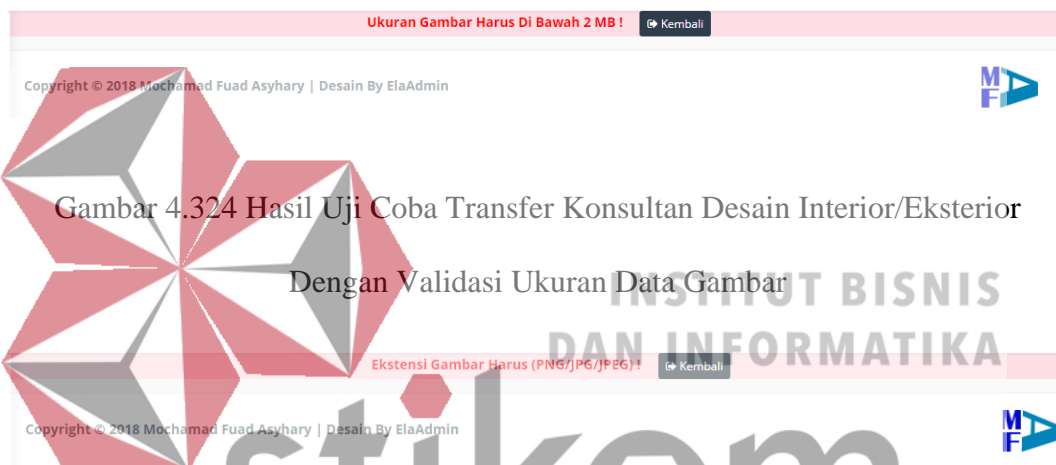 Ukuran Gambar Harus Di Bawah 2 MB ! Kembali
Copyright © 2018 Mochamad Fuad Asyhary | Desain By ElaAdmin
M
F A
Gambar 4.324 Hasil Uji Coba Transfer Konsultan Desain Interior/Eksterior
Dengan Validasi Ukuran Data Gambar
INSTITUT BISNIS
DAN INFORMATIKA
Ekstensi Gambar Harus (PNG/JPG/JPEG) ! Kembali
Copyright © 2018 Mochamad Fuad Asyhary | Desain By ElaAdmin
M
F A
stikom